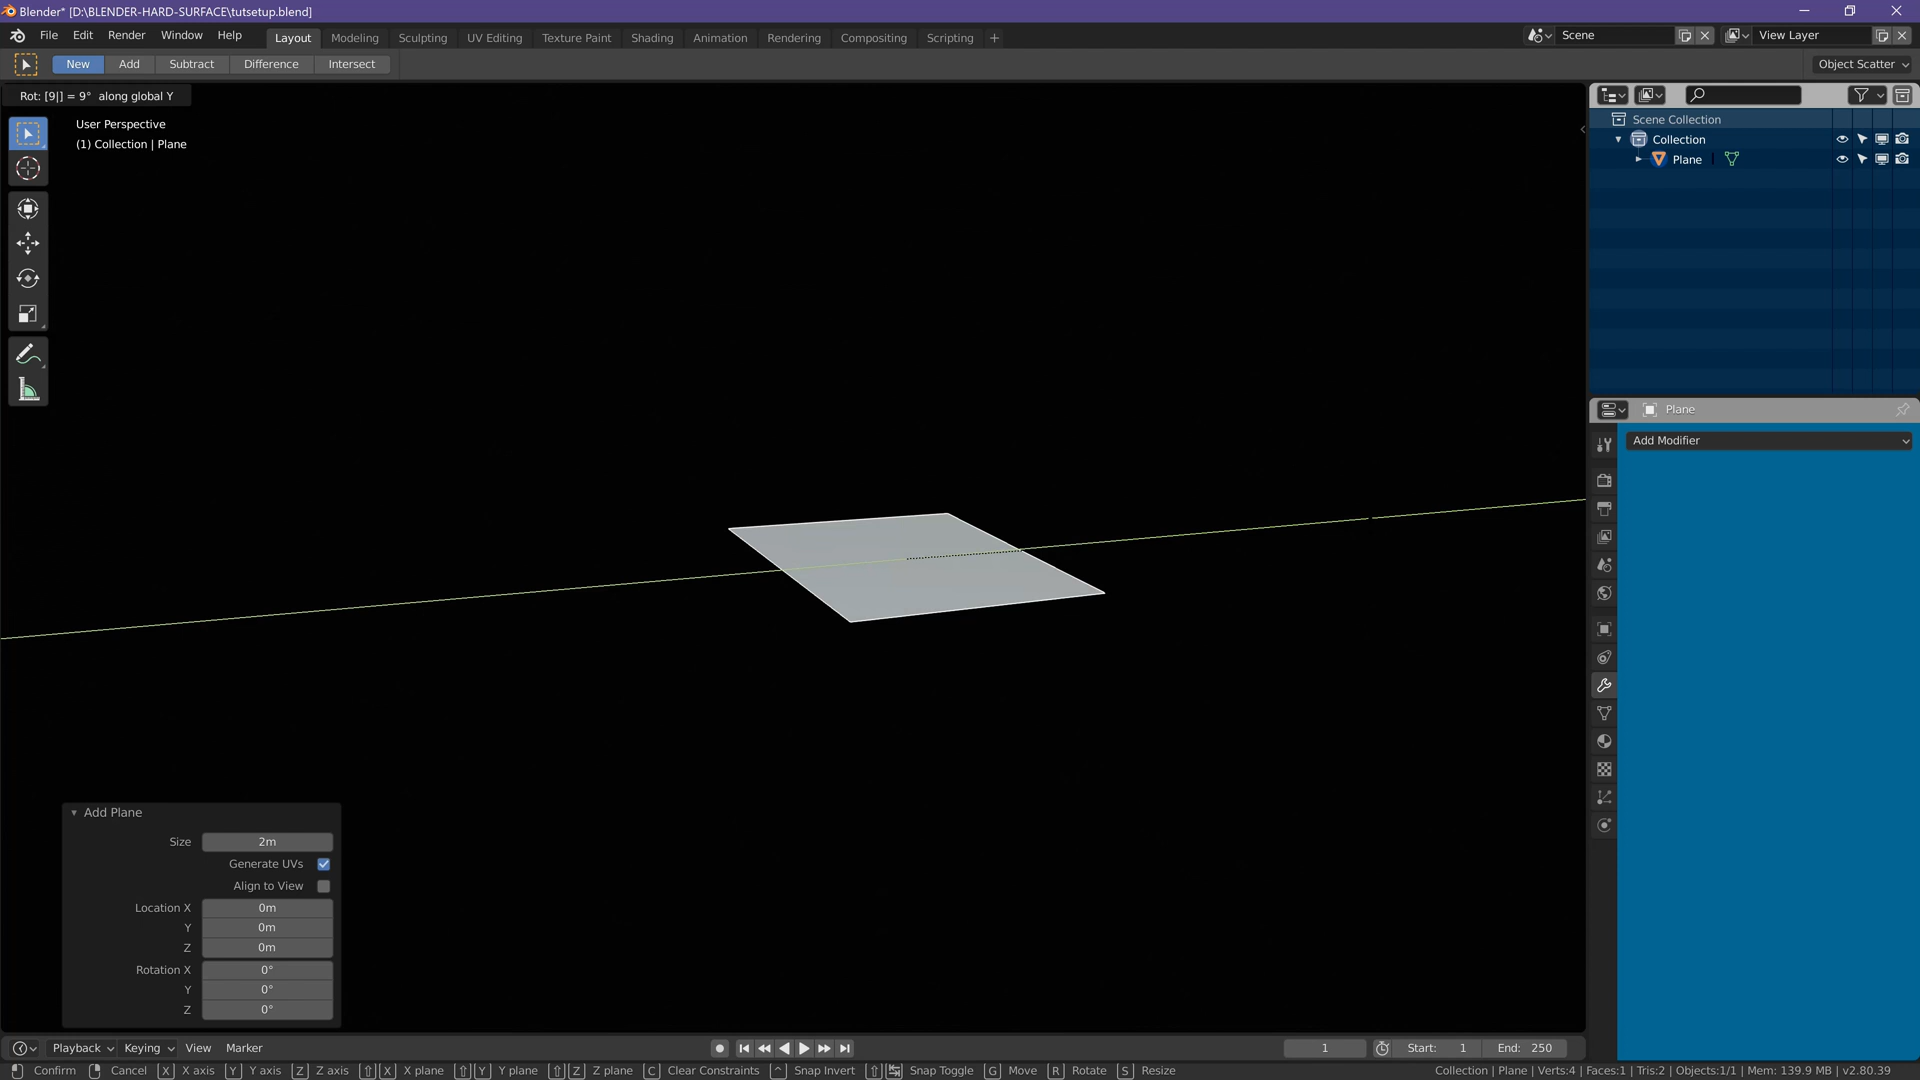 Blender* [D:\BLENDER-HARD-SURFACE\tutsetup.blend]
File Edit Render Window Help Layout Modeling Sculpting UV Editing Texture Paint Shading Animation Rendering Compositing Scripting + Scene View Layer
New Add Subtract Difference Intersect Object Scatter
Rot: [9|] = 9° along global Y
User Perspective
(1) Collection | Plane
Scene Collection
Collection
Plane
Plane
Add Modifier
Add Plane
Size 2m
Generate UVs
Align to View
Location X 0m
Y 0m
Z 0m
Rotation X 0°
Y 0°
Z 0°
Playback Keying View Marker 1 Start: 1 End: 250
Confirm Cancel X X axis Y Y axis Z Z axis X X plane Y Y plane Z Z plane C Clear Constraints ^ Snap Invert Snap Toggle G Move R Rotate S Resize Collection | Plane | Verts:4 | Faces:1 | Tris:2 | Objects:1/1 | Mem: 139.9 MB | v2.80.39